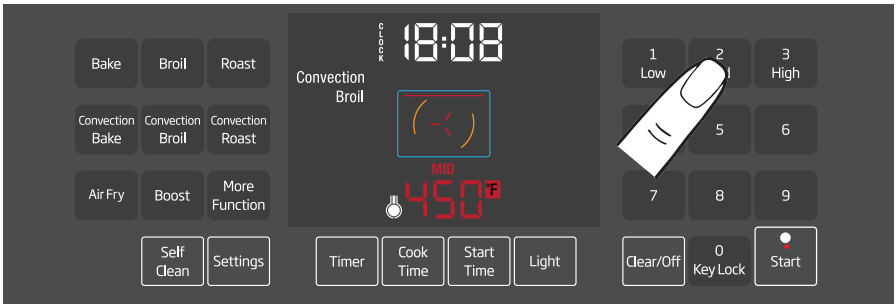 Bake
Broil
Roast
Convection
Bake
Convection
Broil
Convection
Roast
Air Fry
Boost
More
Function
Self
Clean
Settings
CLOCK
18:08
Convection
Broil
MID
450°F
Timer
Cook
Time
Start
Time
Light
1
Low
2
3
High
5
6
7
8
9
Clear/Off
0
Key Lock
Start